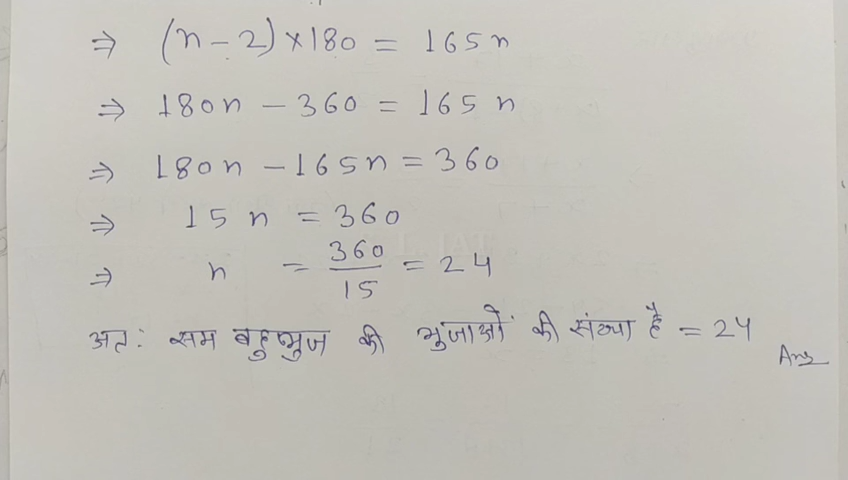 ⇒ (n - 2) × 180 = 165n
⇒ 180n - 360 = 165n
⇒ 180n - 165n = 360
⇒ 15n = 360
⇒ n = 360/15 = 24
अतः सम बहुभुज की भुजाओं की संख्या है = 24 Ans